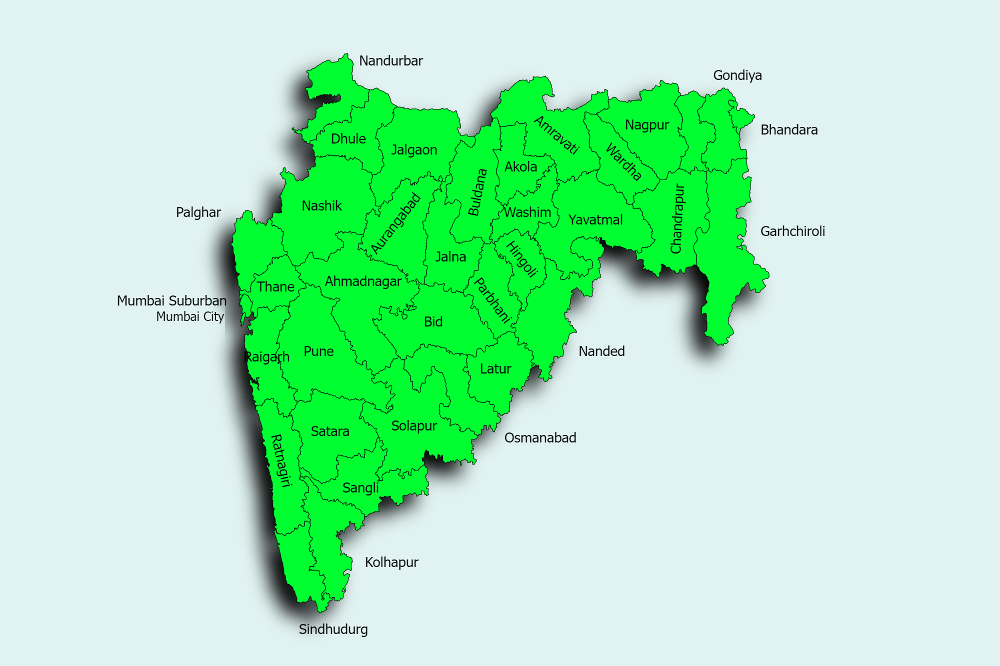 Nandurbar
Gondiya
Dhule
Jalgaon
Amravati
Nagpur
Bhandara
Wardha
Akola
Buldana
Nashik
Palghar
Aurangabad
Washim
Yavatmal
Chandrapur
Garhchiroli
Jalna
Hingoli
Ahmadnagar
Thane
Parbhani
Mumbai Suburban
Mumbai City
Bid
Pune
Raigarh
Nanded
Latur
Satara
Solapur
Osmanabad
Ratnagiri
Sangli
Kolhapur
Sindhudurg